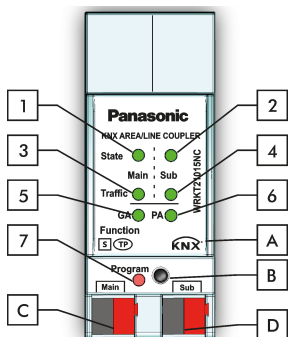 Panasonic
KNX AREA/LINE COUPLER
1
2
State
Main Sub
3
4
Traffic
5
GA PA
6
WRKT21015NC
Function
S TP
KNX
A
7
Program
B
Main Sub
C
D